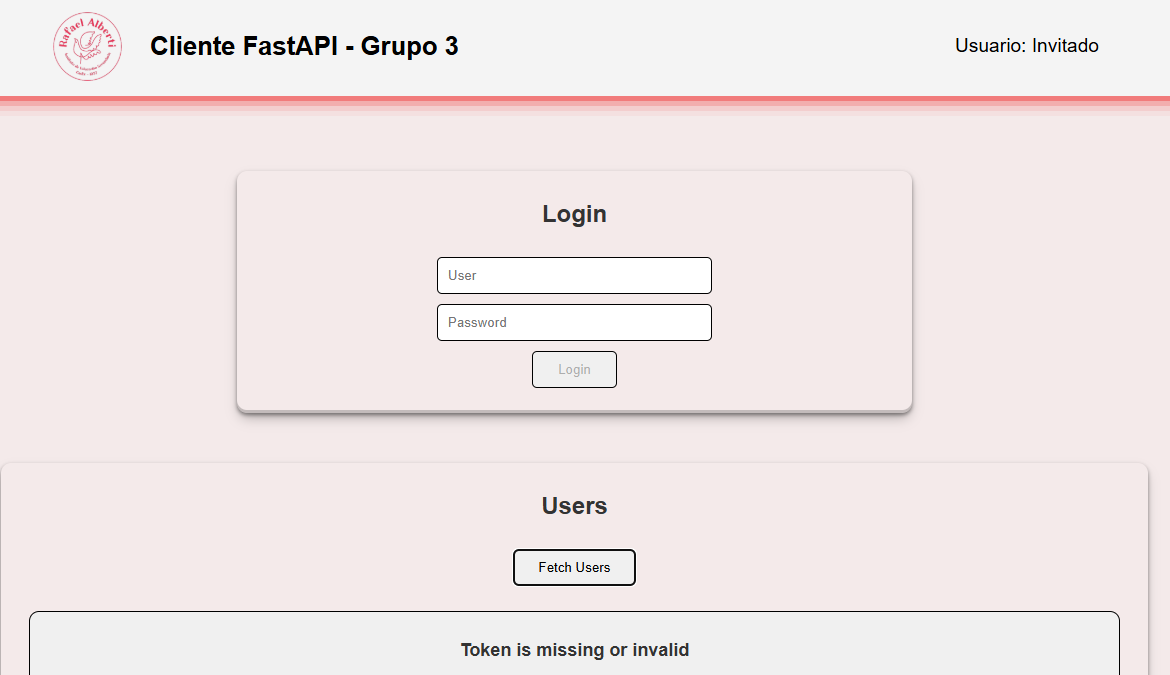 Rafael Alberti
Cliente FastAPI - Grupo 3
Usuario: Invitado
Login
User
Password
Login
Users
Fetch Users
Token is missing or invalid